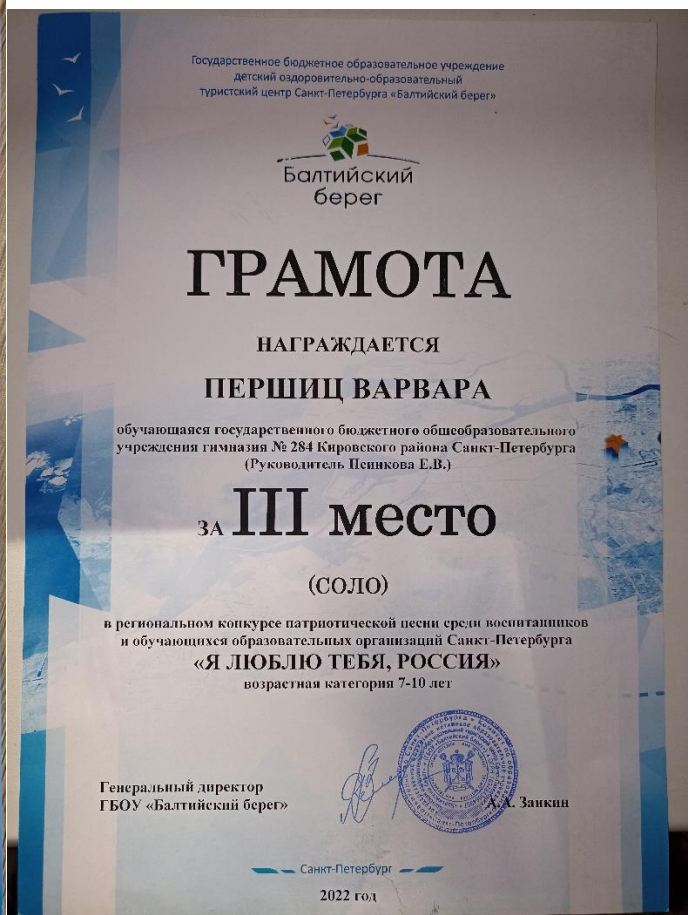 Государственное бюджетное образовательное учреждение
детский оздоровительно-образовательный
туристский центр Санкт-Петербурга «Балтийский берег»
Балтийский
берег
ГРАМОТА
НАГРАЖДАЕТСЯ
ПЕРШИЦ ВАРВАРА
обучающаяся государственного бюджетного общеобразовательного
учреждения гимназия № 284 Кировского района Санкт-Петербурга
(Руководитель Псинкова Е.В.)
ЗА III место
(СОЛО)
в региональном конкурсе патриотической песни среди воспитанников
и обучающихся образовательных организаций Санкт-Петербурга
«Я ЛЮБЛЮ ТЕБЯ, РОССИЯ»
возрастная категория 7-10 лет
Генеральный директор
ГБОУ «Балтийский берег»
А.А. Заикин
Санкт-Петербург
2022 год